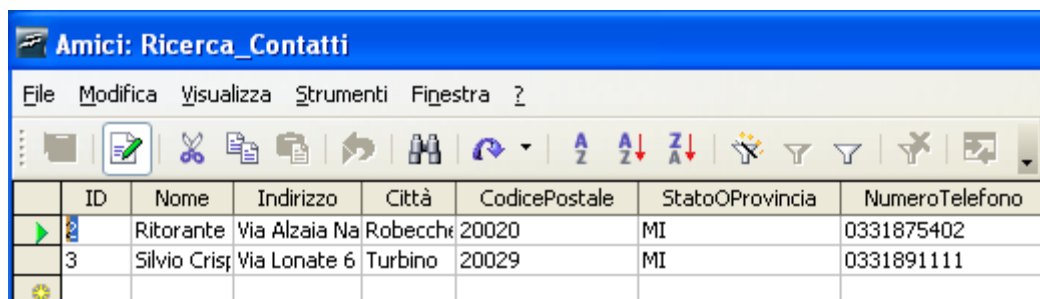 Amici: Ricerca_Contatti
File Modifica Visualizza Strumenti Finestra ?
ID Nome Indirizzo Città CodicePostale StatoOProvincia NumeroTelefono
2 Ritorante Via Alzaia Na Robecche 20020 MI 0331875402
3 Silvio Crisp Via Lonate 6 Turbino 20029 MI 0331891111